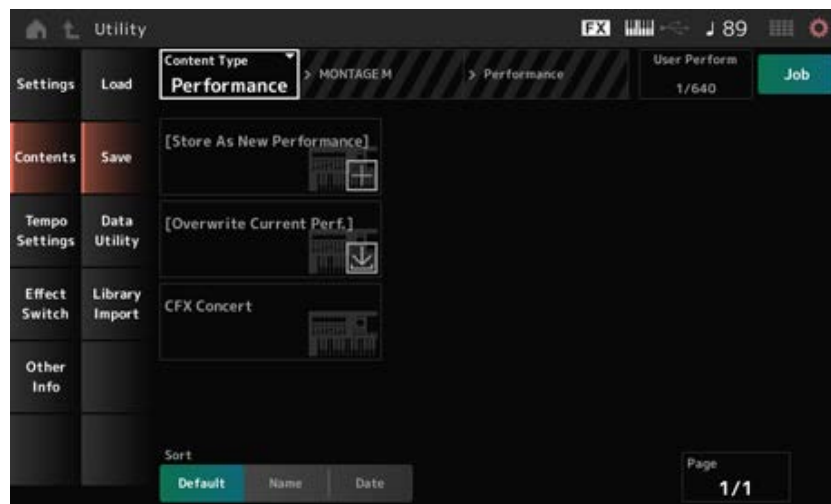 Utility
FX
♩ 89
Settings
Load
Content Type
Performance
> MONTAGE M
> Performance
User Perform
1/640
Job
Contents
Save
[Store As New Performance]
Tempo
Settings
Data
Utility
[Overwrite Current Perf.]
Effect
Switch
Library
Import
CFX Concert
Other
Info
Sort
Default
Name
Date
Page
1/1